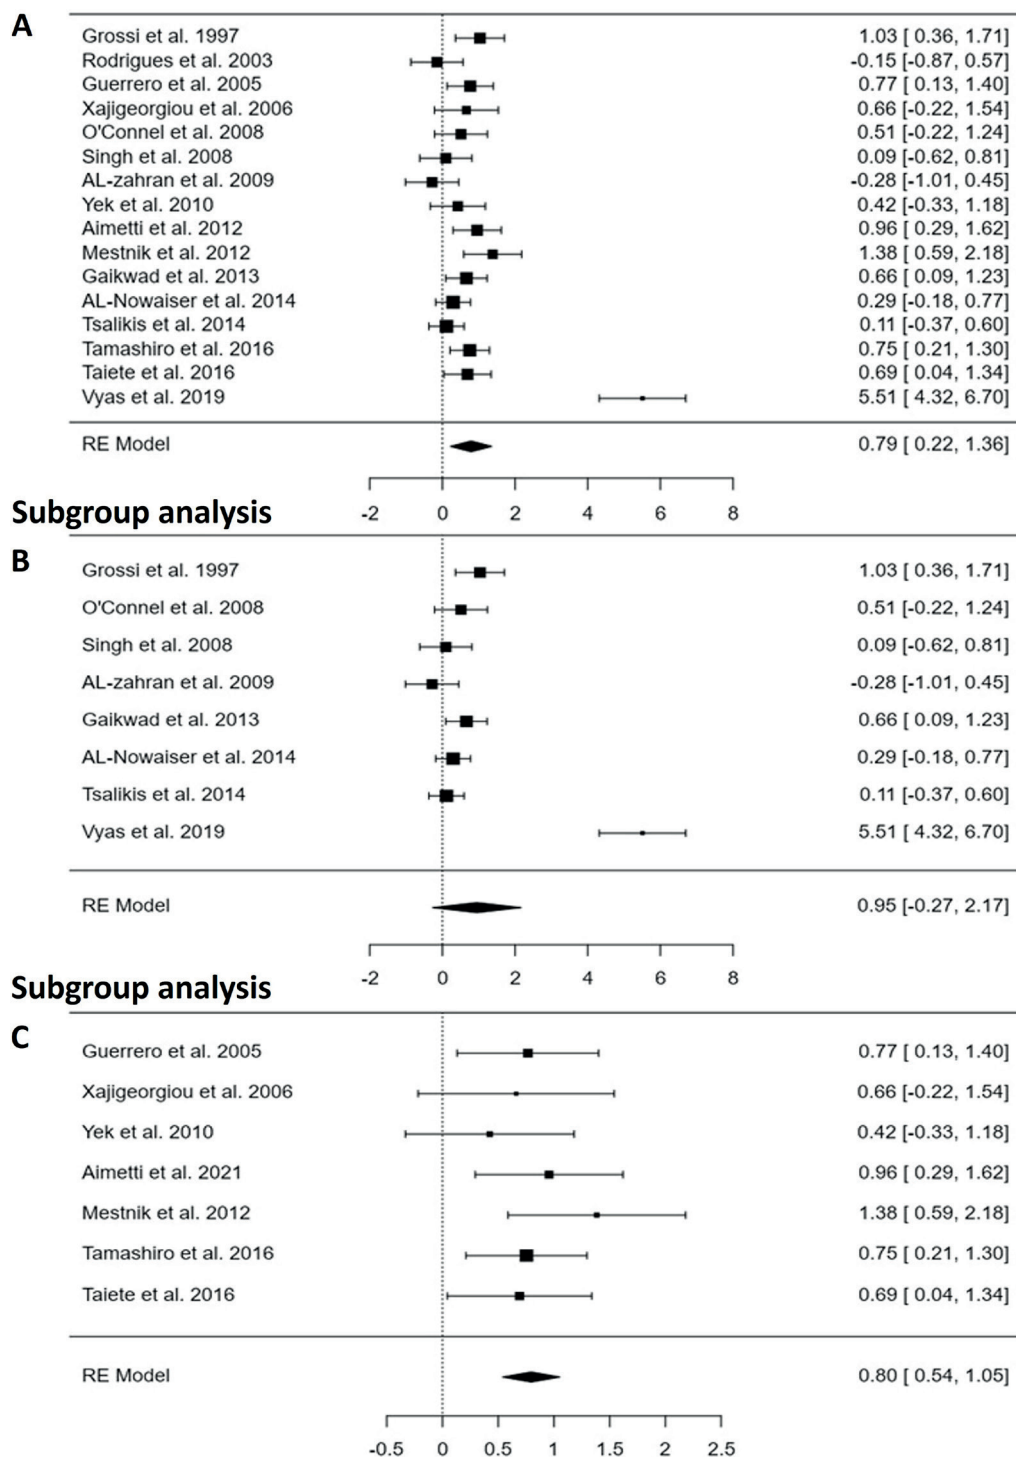 A
Grossi et al. 1997 1.03 [ 0.36, 1.71]
Rodrigues et al. 2003 -0.15 [-0.87, 0.57]
Guerrero et al. 2005 0.77 [ 0.13, 1.40]
Xajigeorgiou et al. 2006 0.66 [-0.22, 1.54]
O'Connel et al. 2008 0.51 [-0.22, 1.24]
Singh et al. 2008 0.09 [-0.62, 0.81]
AL-zahran et al. 2009 -0.28 [-1.01, 0.45]
Yek et al. 2010 0.42 [-0.33, 1.18]
Aimetti et al. 2012 0.96 [ 0.29, 1.62]
Mestnik et al. 2012 1.38 [ 0.59, 2.18]
Gaikwad et al. 2013 0.66 [ 0.09, 1.23]
AL-Nowaiser et al. 2014 0.29 [-0.18, 0.77]
Tsalikis et al. 2014 0.11 [-0.37, 0.60]
Tamashiro et al. 2016 0.75 [ 0.21, 1.30]
Taiete et al. 2016 0.69 [ 0.04, 1.34]
Vyas et al. 2019 5.51 [ 4.32, 6.70]
RE Model 0.79 [ 0.22, 1.36]
-2 0 2 4 6 8
Subgroup analysis
B
Grossi et al. 1997 1.03 [ 0.36, 1.71]
O'Connel et al. 2008 0.51 [-0.22, 1.24]
Singh et al. 2008 0.09 [-0.62, 0.81]
AL-zahran et al. 2009 -0.28 [-1.01, 0.45]
Gaikwad et al. 2013 0.66 [ 0.09, 1.23]
AL-Nowaiser et al. 2014 0.29 [-0.18, 0.77]
Tsalikis et al. 2014 0.11 [-0.37, 0.60]
Vyas et al. 2019 5.51 [ 4.32, 6.70]
RE Model 0.95 [-0.27, 2.17]
-2 0 2 4 6 8
Subgroup analysis
C
Guerrero et al. 2005 0.77 [ 0.13, 1.40]
Xajigeorgiou et al. 2006 0.66 [-0.22, 1.54]
Yek et al. 2010 0.42 [-0.33, 1.18]
Aimetti et al. 2021 0.96 [ 0.29, 1.62]
Mestnik et al. 2012 1.38 [ 0.59, 2.18]
Tamashiro et al. 2016 0.75 [ 0.21, 1.30]
Taiete et al. 2016 0.69 [ 0.04, 1.34]
RE Model 0.80 [ 0.54, 1.05]
-0.5 0 0.5 1 1.5 2 2.5